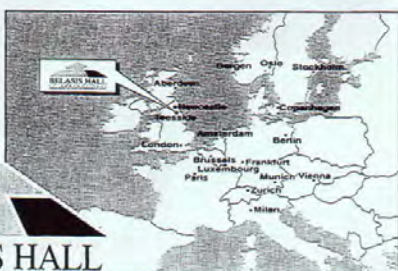 Bergen Oslo Stockholm
BELASIS HALL
Aberdeen
Newcastle
Copenhagen
Teesside
Amsterdam
London
Berlin
Brussels
Frankfurt
Luxembourg
Paris
Munich Vienna
Zurich
Milan
S HALL